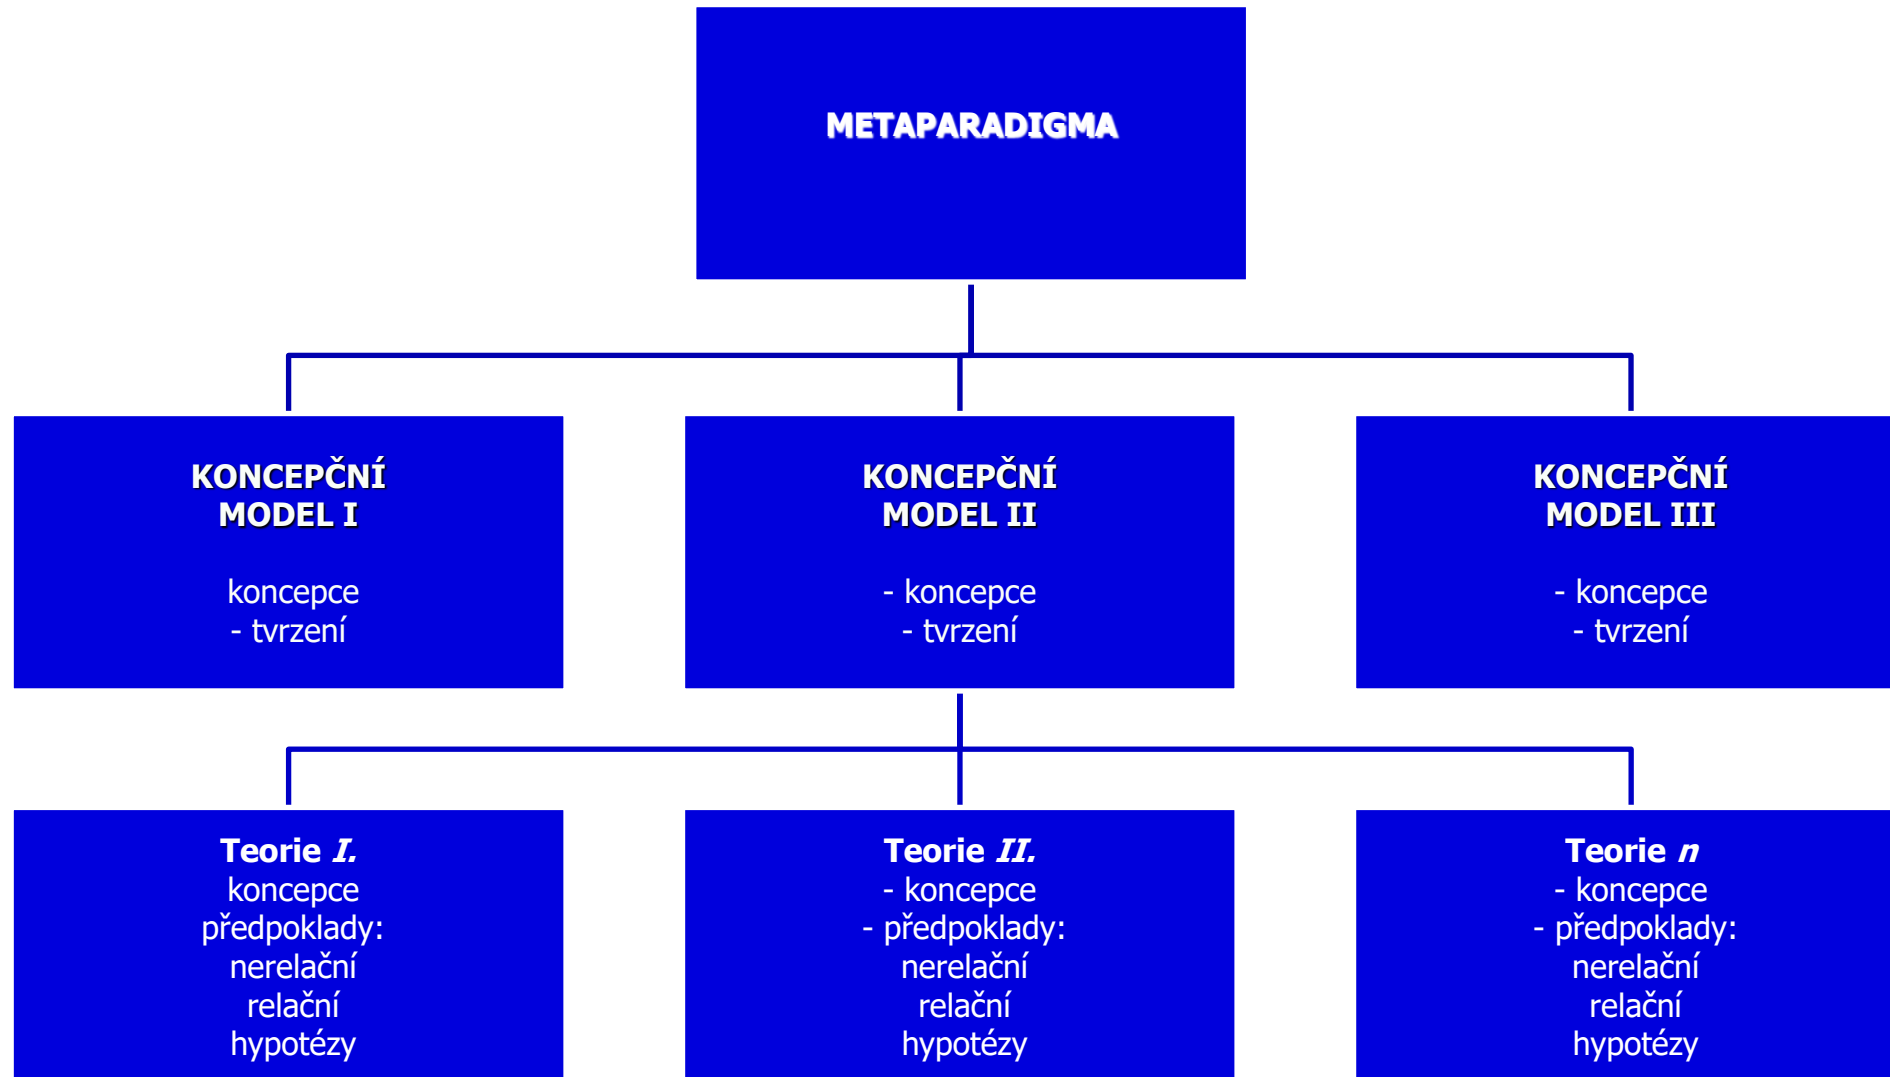 METAPARADIGMA
KONCEPČNÍ
MODEL I
koncepce
- tvrzení
KONCEPČNÍ
MODEL II
- koncepce
- tvrzení
KONCEPČNÍ
MODEL III
- koncepce
- tvrzení
Teorie I.
koncepce
předpoklady:
nerelační
relační
hypotézy
Teorie II.
- koncepce
- předpoklady:
nerelační
relační
hypotézy
Teorie n
- koncepce
- předpoklady:
nerelační
relační
hypotézy